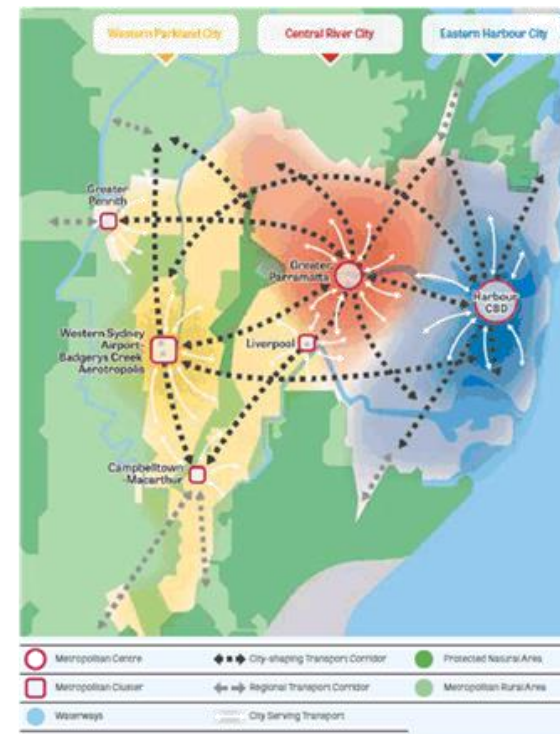 Western Parkland City
Central River City
Eastern Harbour City
Greater
Penrith
Greater
Parramatta
Harbour
CBD
Western Sydney
Airport-
Badgerys Creek
Aerotropolis
Liverpool
Campbelltown
-Macarthur
Metropolitan Centre
City-shaping Transport Corridor
Protected Natural Area
Metropolitan Cluster
Regional Transport Corridor
Metropolitan Rural Area
Waterways
City Serving Transport